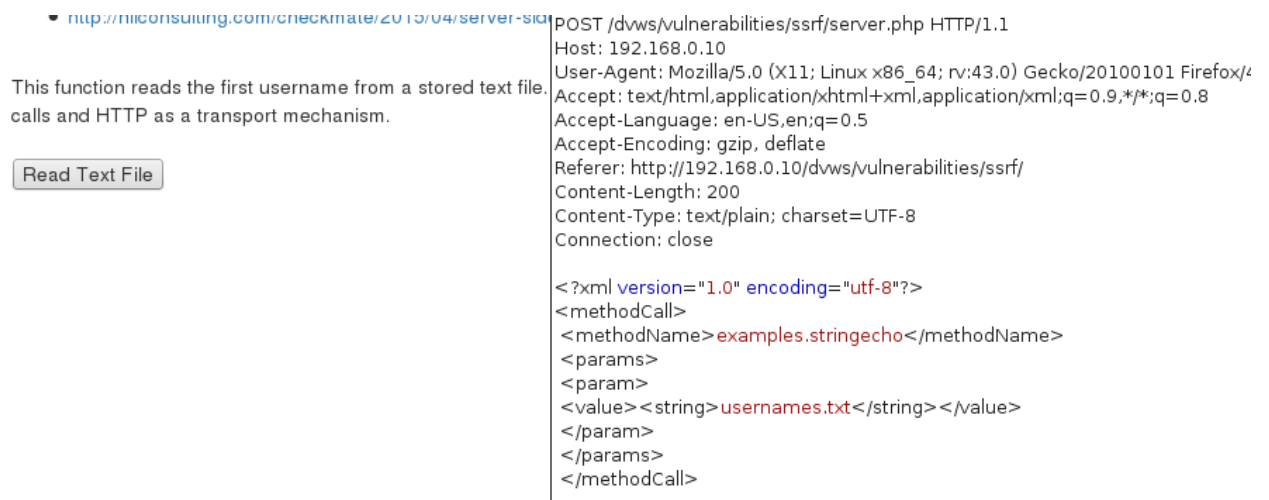 http://niiconsulting.com/checkmate/2015/04/server-side
This function reads the first username from a stored text file.
calls and HTTP as a transport mechanism.
Read Text File
POST /dvws/vulnerabilities/ssrf/server.php HTTP/1.1
Host: 192.168.0.10
User-Agent: Mozilla/5.0 (X11; Linux x86_64; rv:43.0) Gecko/20100101 Firefox/4
Accept: text/html,application/xhtml+xml,application/xml;q=0.9,*/*;q=0.8
Accept-Language: en-US,en;q=0.5
Accept-Encoding: gzip, deflate
Referer: http://192.168.0.10/dvws/vulnerabilities/ssrf/
Content-Length: 200
Content-Type: text/plain; charset=UTF-8
Connection: close
<?xml version="1.0" encoding="utf-8"?>
<methodCall>
<methodName>examples.stringecho</methodName>
<params>
<param>
<value><string>usernames.txt</string></value>
</param>
</params>
</methodCall>